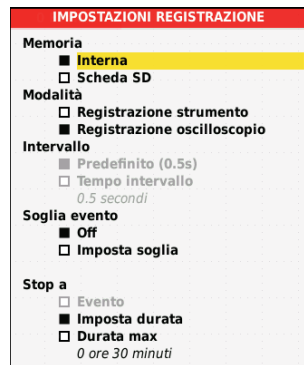 IMPOSTAZIONI REGISTRAZIONE
Memoria
Interna
Scheda SD
Modalità
Registrazione strumento
Registrazione oscilloscopio
Intervallo
Predefinito (0.5s)
Tempo intervallo
0.5 secondi
Soglia evento
Off
Imposta soglia
Stop a
Evento
Imposta durata
Durata max
0 ore 30 minuti